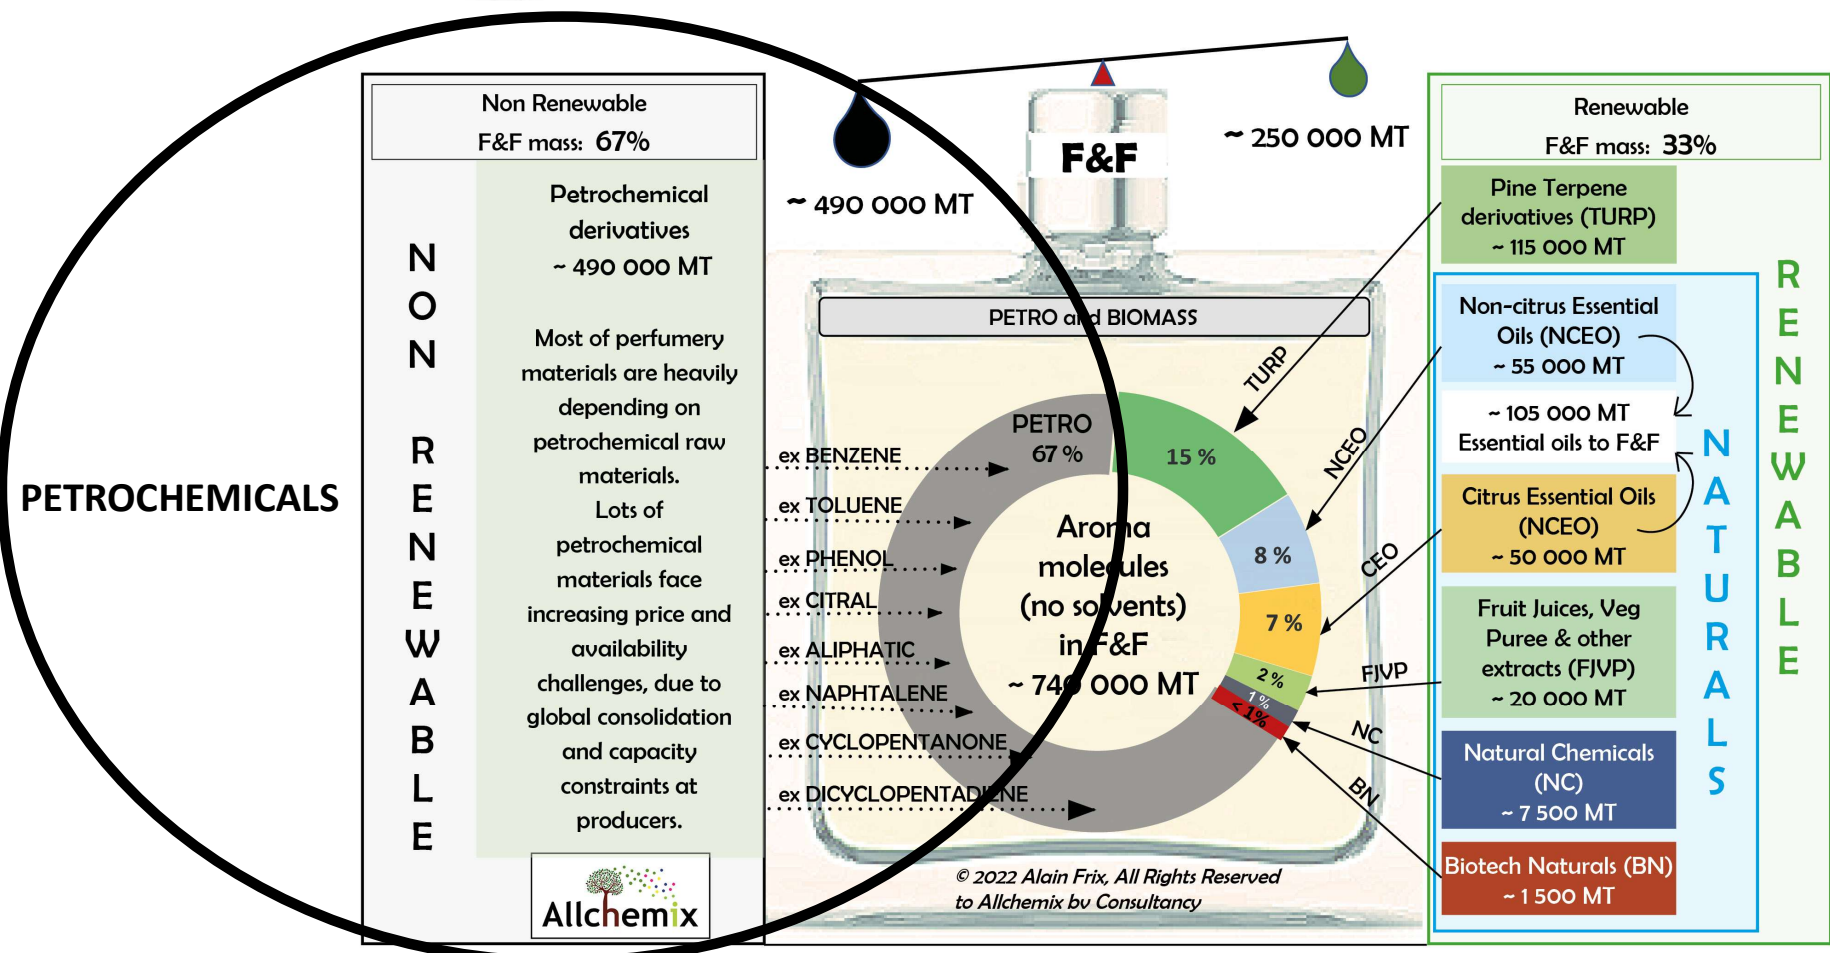 PETROCHEMICALS
Non Renewable
F&F mass: 67%
NON RENEWABLE
Petrochemical
derivatives
~ 490 000 MT
Most of perfumery
materials are heavily
depending on
petrochemical raw
materials.
Lots of
petrochemical
materials face
increasing price and
availability
challenges, due to
global consolidation
and capacity
constraints at
producers.
Allchemix
~ 490 000 MT
F&F
~ 250 000 MT
PETRO and BIOMASS
PETRO
67 %
ex BENZENE
ex TOLUENE
ex PHENOL
ex CITRAL
ex ALIPHATIC
ex NAPHTALENE
ex CYCLOPENTANONE
ex DICYCLOPENTADIENE
Aroma
molecules
(no solvents)
in F&F
~ 740 000 MT
15 %
8 %
7 %
2 %
1 %
< 1%
TURP
NCEO
CEO
FJVP
NC
BN
© 2022 Alain Frix, All Rights Reserved
to Allchemix bv Consultancy
Renewable
F&F mass: 33%
Pine Terpene
derivatives (TURP)
~ 115 000 MT
Non-citrus Essential
Oils (NCEO)
~ 55 000 MT
~ 105 000 MT
Essential oils to F&F
Citrus Essential Oils
(NCEO)
~ 50 000 MT
Fruit Juices, Veg
Puree & other
extracts (FJVP)
~ 20 000 MT
Natural Chemicals
(NC)
~ 7 500 MT
Biotech Naturals (BN)
~ 1 500 MT
NATURALS
RENEWABLE